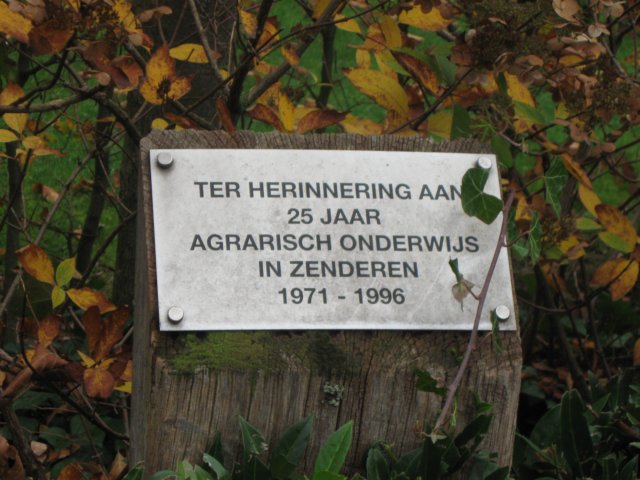 TER HERINNERING AAN
25 JAAR
AGRARISCH ONDERWIJS
IN ZENDEREN
1971 - 1996